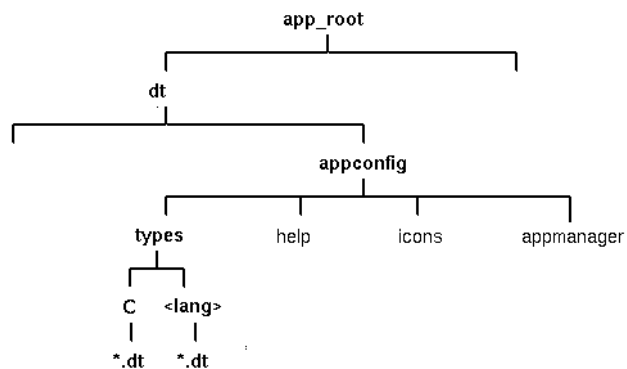 app_root
dt
appconfig
types help icons appmanager
C <lang>
*.dt *.dt